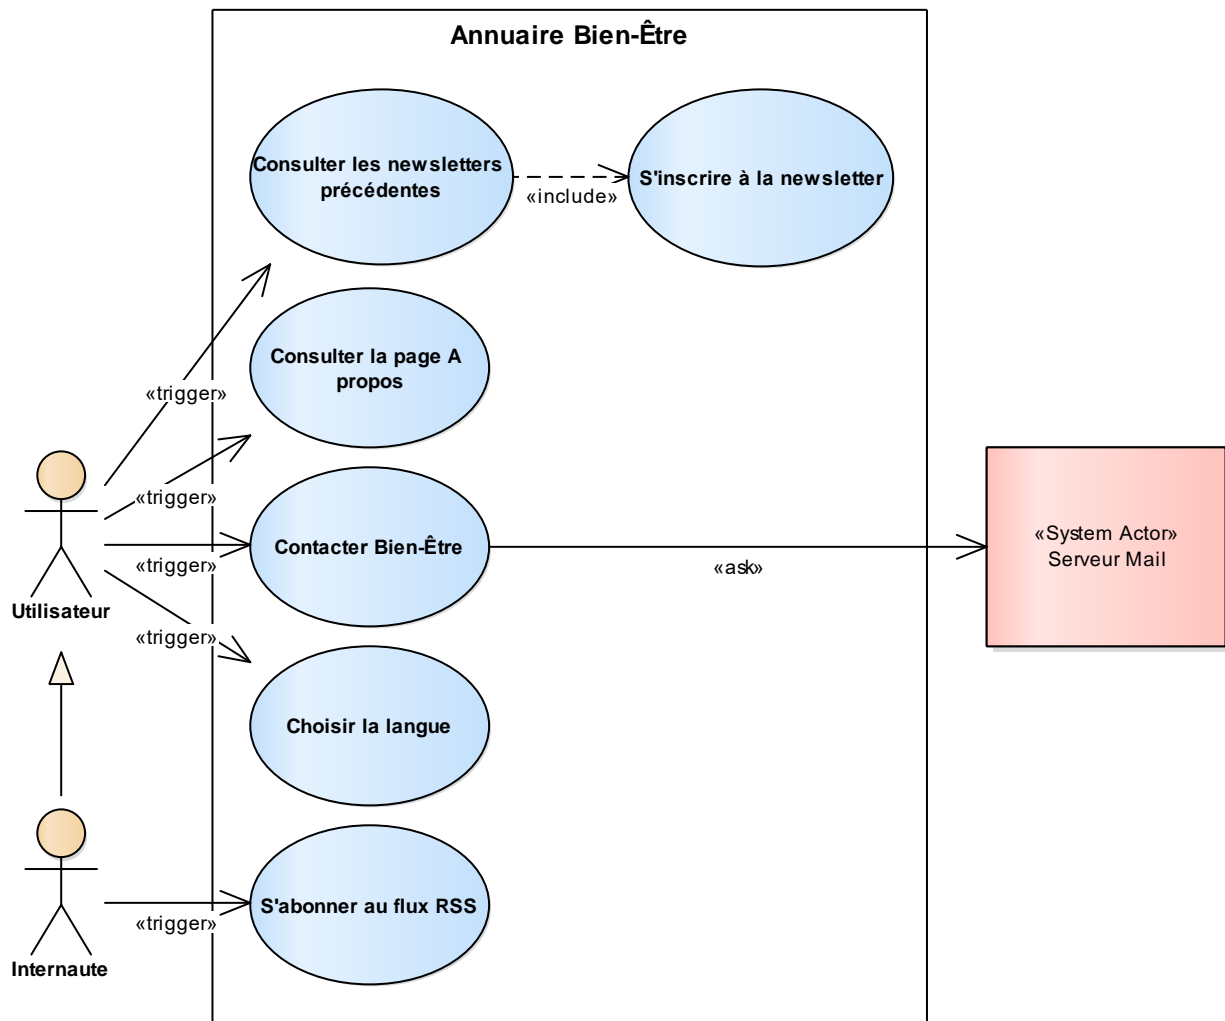 Annuaire Bien-Être
Consulter les newsletters
précédentes
«include»
S'inscrire à la newsletter
«trigger»
Consulter la page A
propos
«trigger»
Utilisateur
«trigger»
Contacter Bien-Être
«ask»
«System Actor»
Serveur Mail
«trigger»
Choisir la langue
Internaute
«trigger»
S'abonner au flux RSS